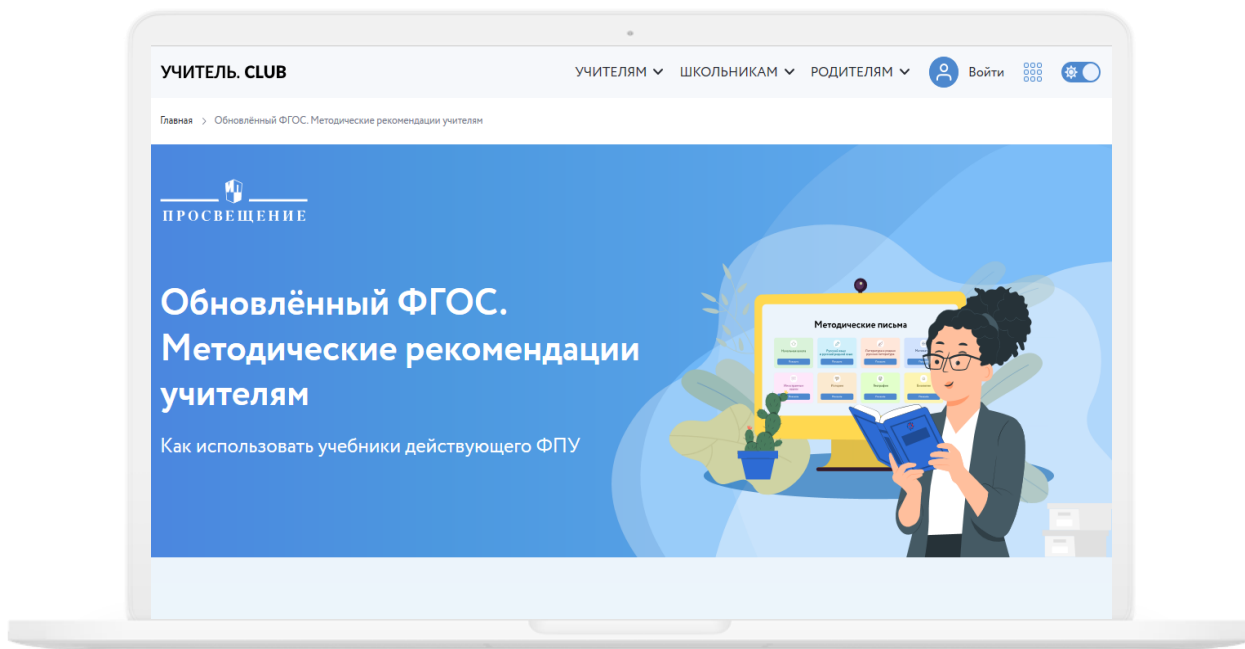 УЧИТЕЛЬ. CLUB
УЧИТЕЛЯМ
ШКОЛЬНИКАМ
РОДИТЕЛЯМ
Войти
Главная > Обновлённый ФГОС. Методические рекомендации учителям
ПРОСВЕЩЕНИЕ
Обновлённый ФГОС.
Методические рекомендации
учителям
Как использовать учебники действующего ФПУ
Методические письма